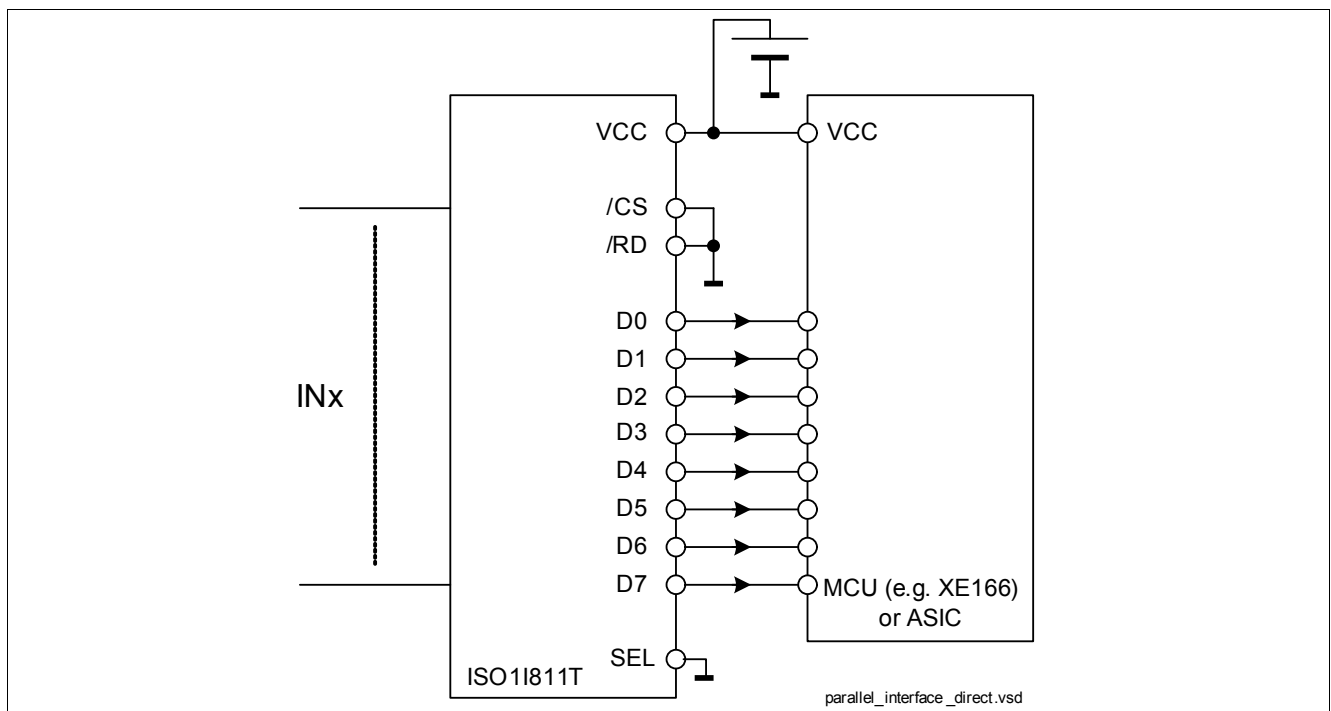 VCC
VCC
/CS
/RD
D0
D1
D2
D3
INx
D4
D5
D6
D7
MCU (e.g. XE166)
or ASIC
SEL
ISO1I811T
parallel_interface_direct.vsd